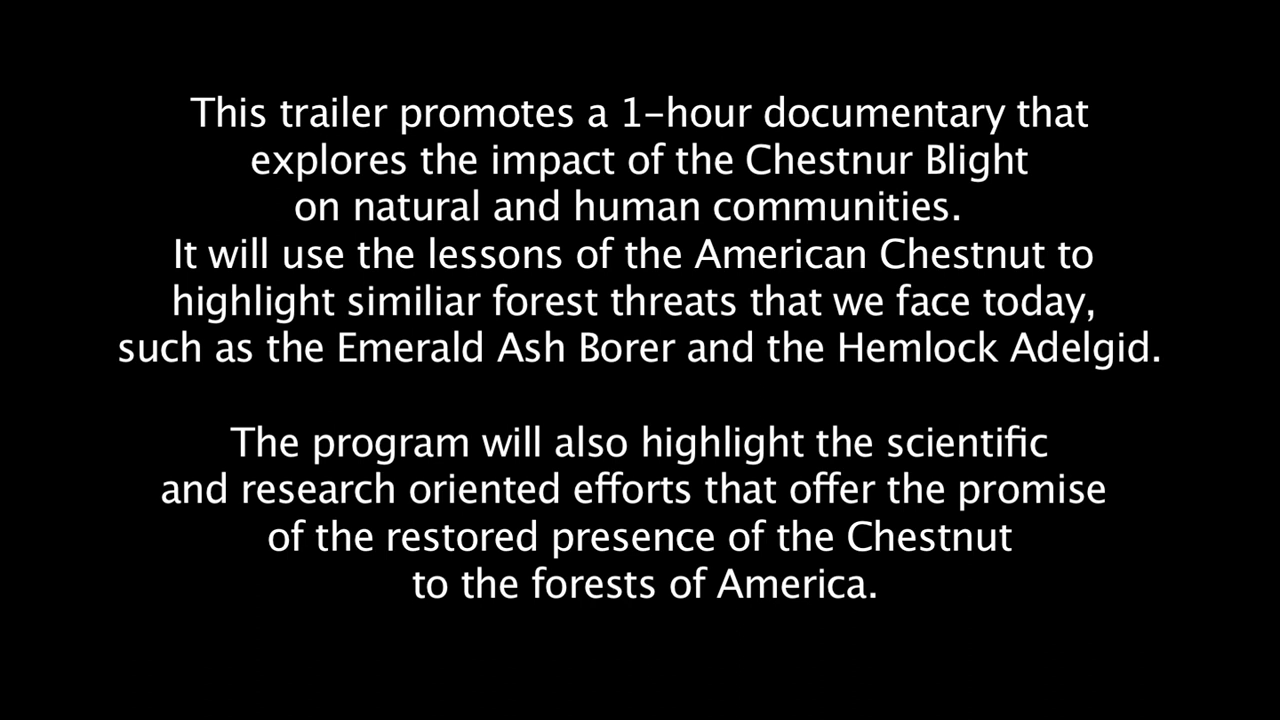 This trailer promotes a 1-hour documentary that
explores the impact of the Chestnur Blight
on natural and human communities.
It will use the lessons of the American Chestnut to
highlight similiar forest threats that we face today,
such as the Emerald Ash Borer and the Hemlock Adelgid.
The program will also highlight the scientific
and research oriented efforts that offer the promise
of the restored presence of the Chestnut
to the forests of America.